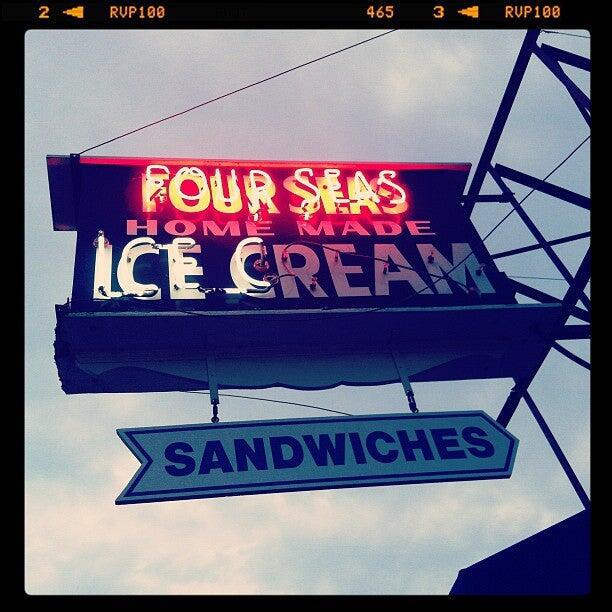 2 RVP100 465 3 RVP100
FOUR SEAS
HOME MADE
ICE CREAM
SANDWICHES